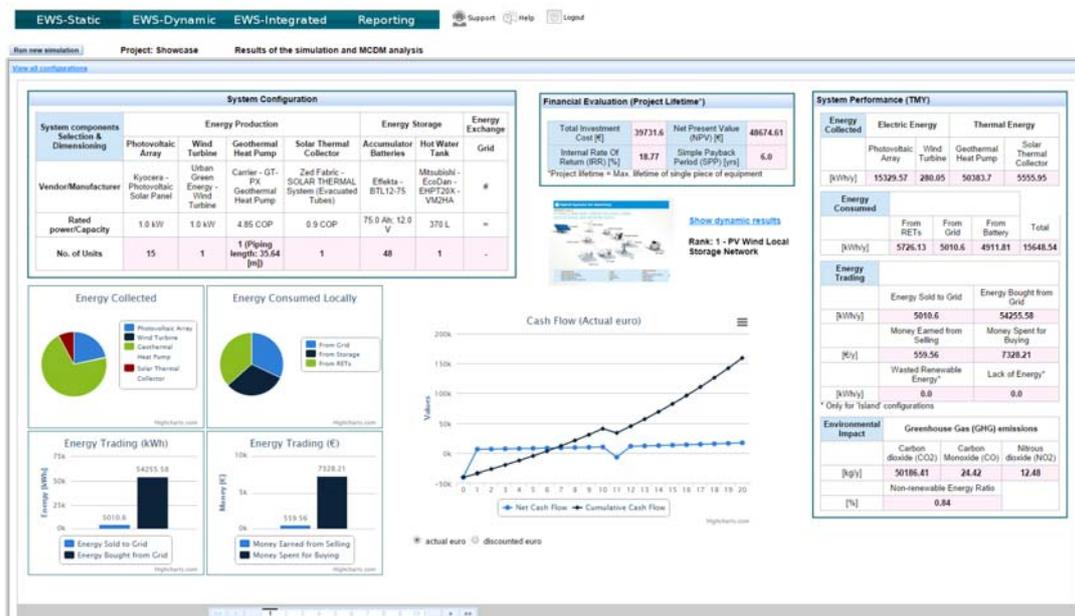 EWS-Static EWS-Dynamic EWS-Integrated Reporting Support Help Logout
Run new simulation Project: Showcase Results of the simulation and MCDM analysis
View all configurations
System Configuration
System components Selection & Dimensioning
Energy Production
Energy Storage
Energy Exchange
Photovoltaic Array
Wind Turbine
Geothermal Heat Pump
Solar Thermal Collector
Accumulator Batteries
Hot Water Tank
Grid
Vendor/Manufacturer
Kyocera - Photovoltaic Solar Panel
Urban Green Energy - Wind Turbine
Carrier - GT-PX Geothermal Heat Pump
Zed Fabric - SOLAR THERMAL System (Evacuated Tubes)
Effekta - BTL12-75
Mitsubishi - EcoDan - EHPT20X - VM2HA
Rated power/Capacity
1.0 kW
1.0 kW
4.85 COP
0.9 COP
75.0 Ah; 12.0 V
370 L
No. of Units
15
1
1 (Piping length: 35.64 [m])
1
48
1
-
Financial Evaluation (Project Lifetime*)
Total Investment Cost [€] 39731.6 Net Present Value (NPV) [€] 48674.61
Internal Rate Of Return (IRR) [%] 18.77 Simple Payback Period (SPP) [yrs] 6.0
*Project lifetime = Max. lifetime of single piece of equipment
Show dynamic results
Rank: 1 - PV Wind Local Storage Network
System Performance (TMY)
Energy Collected
Electric Energy
Thermal Energy
Photovoltaic Array
Wind Turbine
Geothermal Heat Pump
Solar Thermal Collector
[kWh/y] 15329.57 280.05 50383.7 5555.95
Energy Consumed
From RETs
From Grid
From Battery
Total
[kWh/y] 5726.13 5010.6 4911.81 15648.54
Energy Trading
Energy Sold to Grid
Energy Bought from Grid
[kWh/y] 5010.6 54255.58
Money Earned from Selling
Money Spent for Buying
[€/y] 559.56 7328.21
Wasted Renewable Energy*
Lack of Energy*
[kWh/y] 0.0 0.0
* Only for 'Island' configurations
Environmental Impact
Greenhouse Gas (GHG) emissions
Carbon dioxide (CO2)
Carbon Monoxide (CO)
Nitrous dioxide (NO2)
[kg/y] 50186.41 24.42 12.48
Non-renewable Energy Ratio
[%] 0.84
Energy Collected
Photovoltaic Array
Wind Turbine
Geothermal Heat Pump
Solar Thermal Collector
Highcharts.com
Energy Consumed Locally
From Grid
From Storage
From RETs
Highcharts.com
Energy Trading (kWh)
Energy [kWh]
75k
50k
25k
0k
5010.6
54255.58
Energy Sold to Grid
Energy Bought from Grid
Highcharts.com
Energy Trading (€)
Money [€]
10k
5k
0k
559.56
7328.21
Money Earned from Selling
Money Spent for Buying
Highcharts.com
Cash Flow (Actual euro)
Values
200k
150k
100k
50k
0k
-50k
0 1 2 3 4 5 6 7 8 9 10 11 12 13 14 15 16 17 18 19 20
Net Cash Flow Cumulative Cash Flow
Highcharts.com
actual euro discounted euro